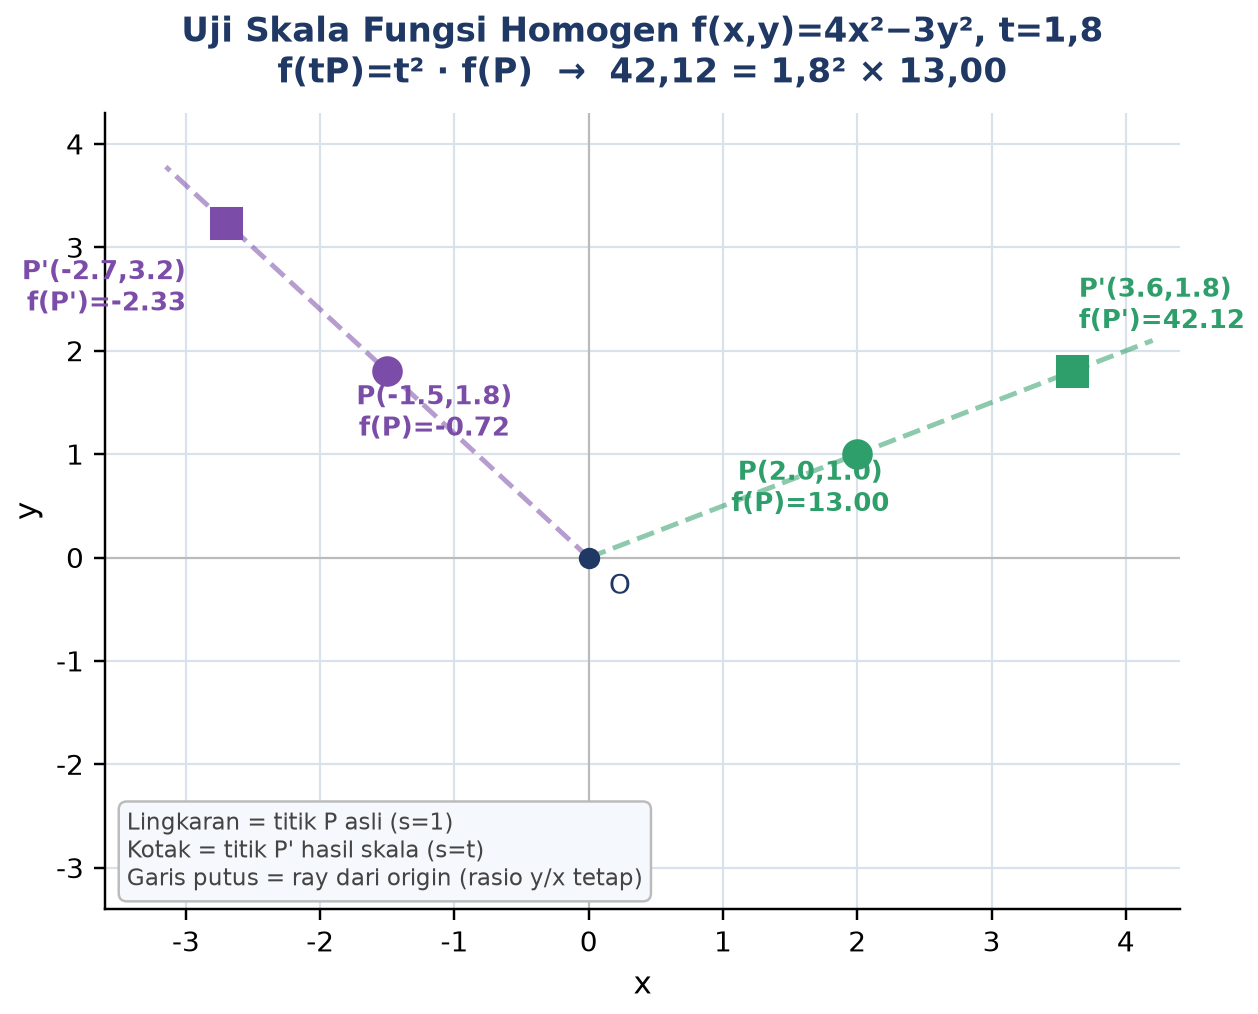 Uji Skala Fungsi Homogen f(x,y)=4x²−3y², t=1,8
f(tP)=t² · f(P) → 42,12 = 1,8² × 13,00
4
3
2
1
0
-1
-2
-3
y
P'(-2.7,3.2)
f(P')=-2.33
P(-1.5,1.8)
f(P)=-0.72
P'(3.6,1.8)
f(P')=42.12
P(2.0,1.0)
f(P)=13.00
O
Lingkaran = titik P asli (s=1)
Kotak = titik P' hasil skala (s=t)
Garis putus = ray dari origin (rasio y/x tetap)
-3
-2
-1
0
1
2
3
4
x